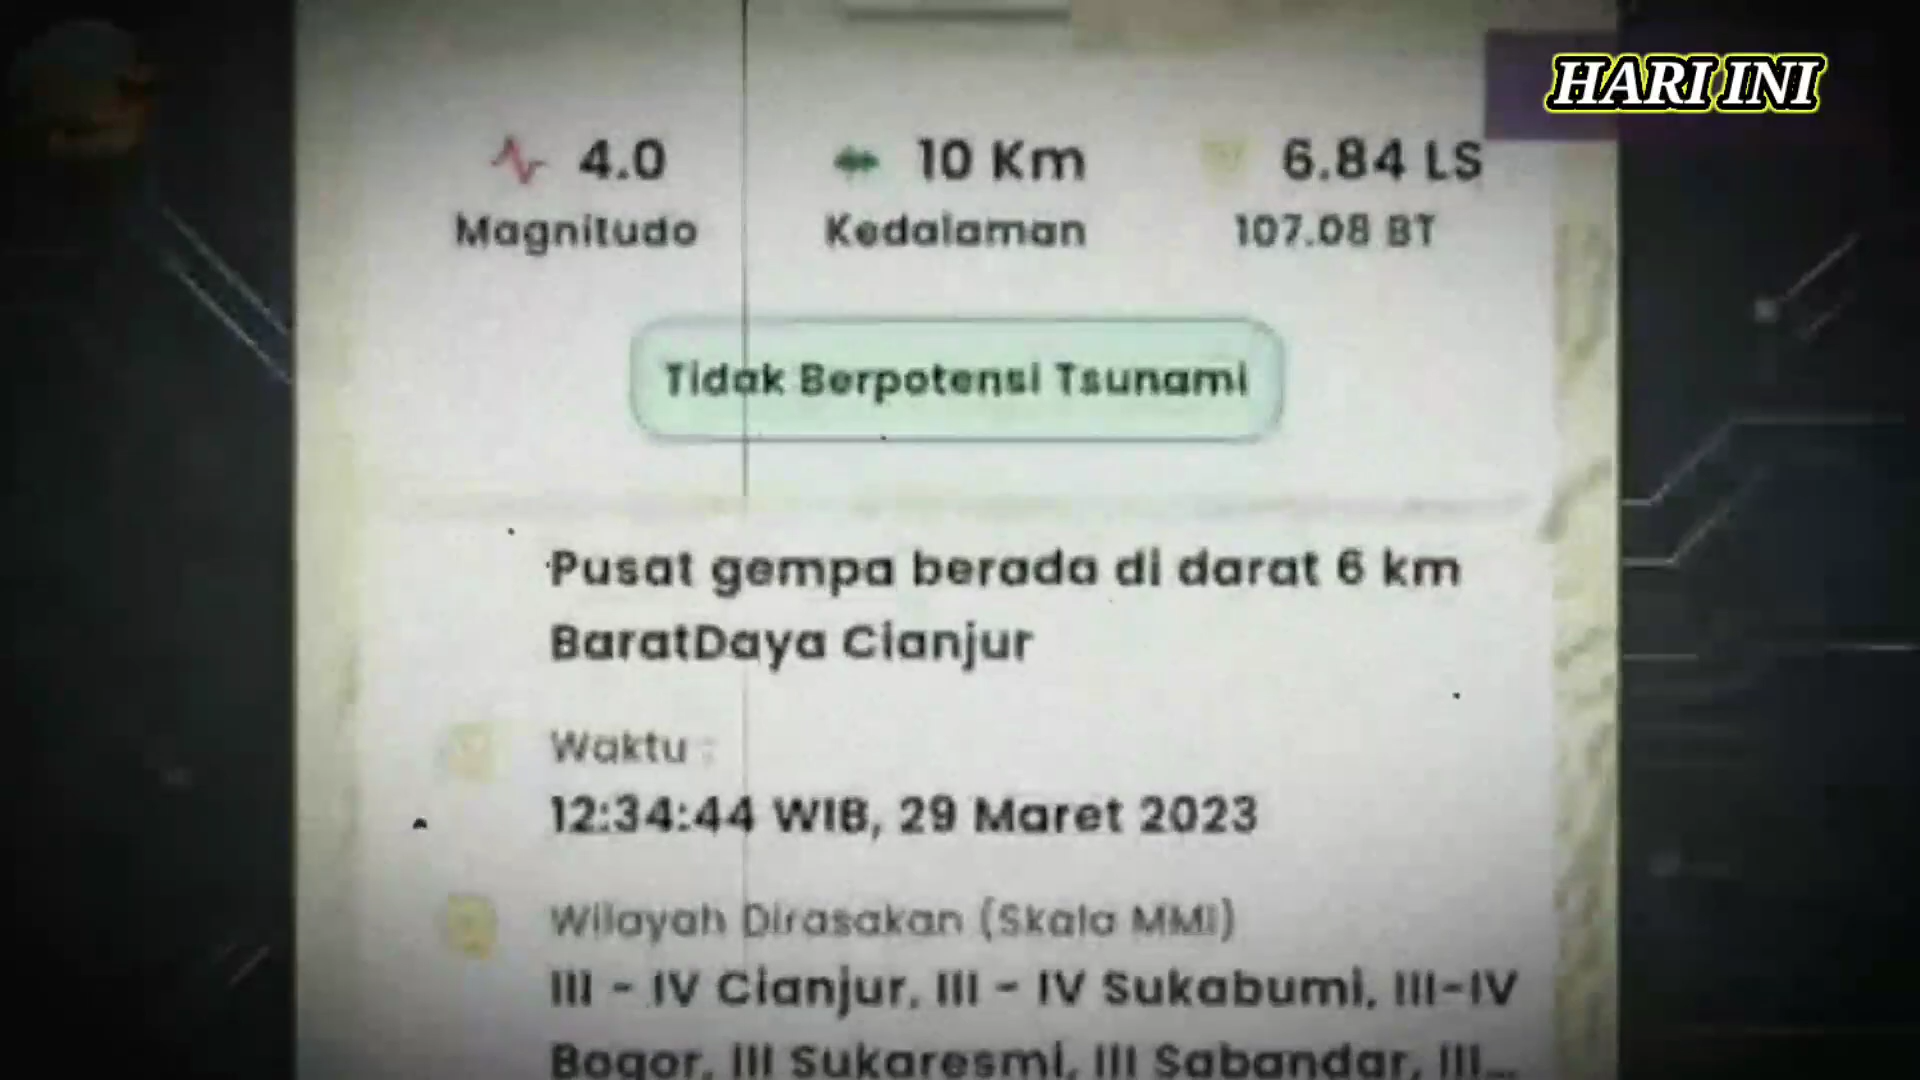 HARI INI
4.0 10 Km 6.84 LS
Magnitudo Kedalaman 107.08 BT
Tidak Berpotensi Tsunami
Pusat gempa berada di darat 6 km
BaratDaya Cianjur
Waktu :
12:34:44 WIB, 29 Maret 2023
Wilayah Dirasakan (Skala MMI)
III - IV Cianjur, III - IV Sukabumi, III-IV
Bogor, III Sukaresmi, III Sabandar, III...